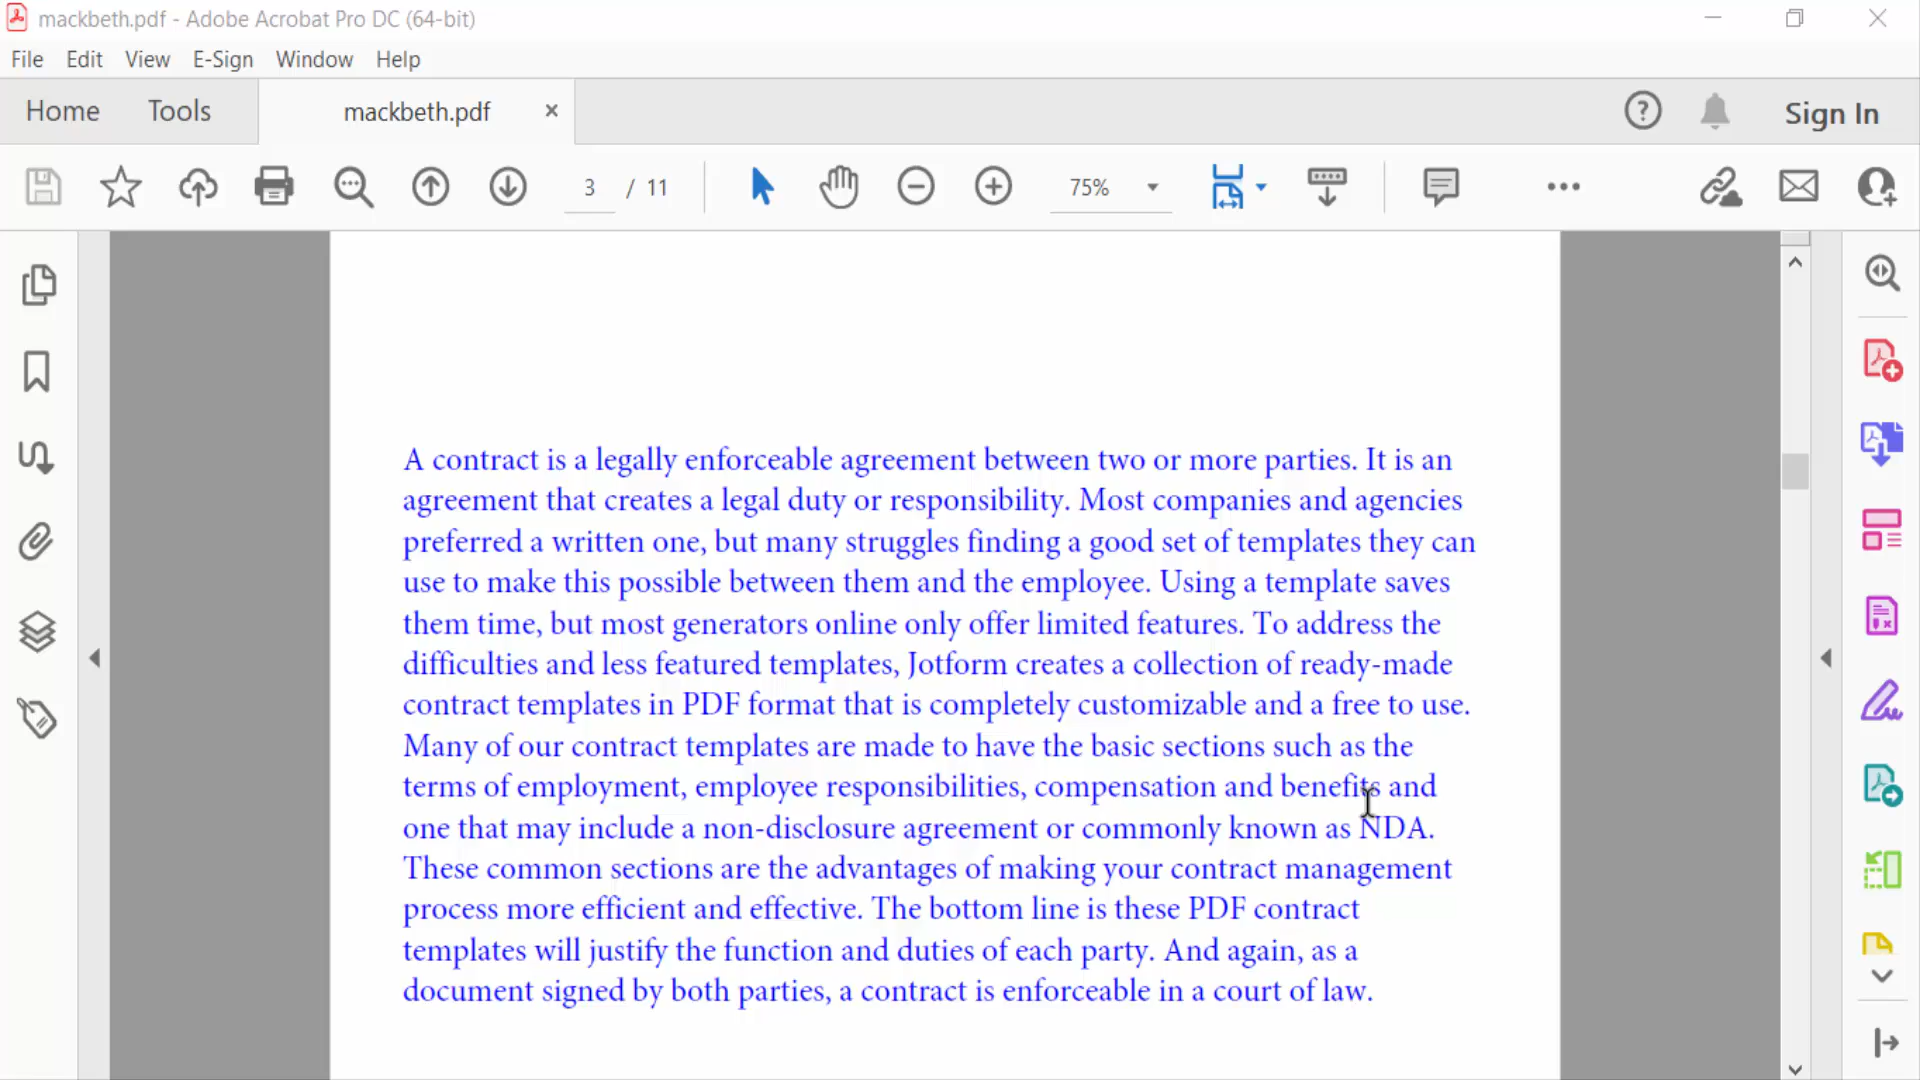 mackbeth.pdf - Adobe Acrobat Pro DC (64-bit)
File Edit View E-Sign Window Help
Home Tools mackbeth.pdf × Sign In
3 / 11 75%
A contract is a legally enforceable agreement between two or more parties. It is an
agreement that creates a legal duty or responsibility. Most companies and agencies
preferred a written one, but many struggles finding a good set of templates they can
use to make this possible between them and the employee. Using a template saves
them time, but most generators online only offer limited features. To address the
difficulties and less featured templates, Jotform creates a collection of ready-made
contract templates in PDF format that is completely customizable and a free to use.
Many of our contract templates are made to have the basic sections such as the
terms of employment, employee responsibilities, compensation and benefits and
one that may include a non-disclosure agreement or commonly known as NDA.
These common sections are the advantages of making your contract management
process more efficient and effective. The bottom line is these PDF contract
templates will justify the function and duties of each party. And again, as a
document signed by both parties, a contract is enforceable in a court of law.